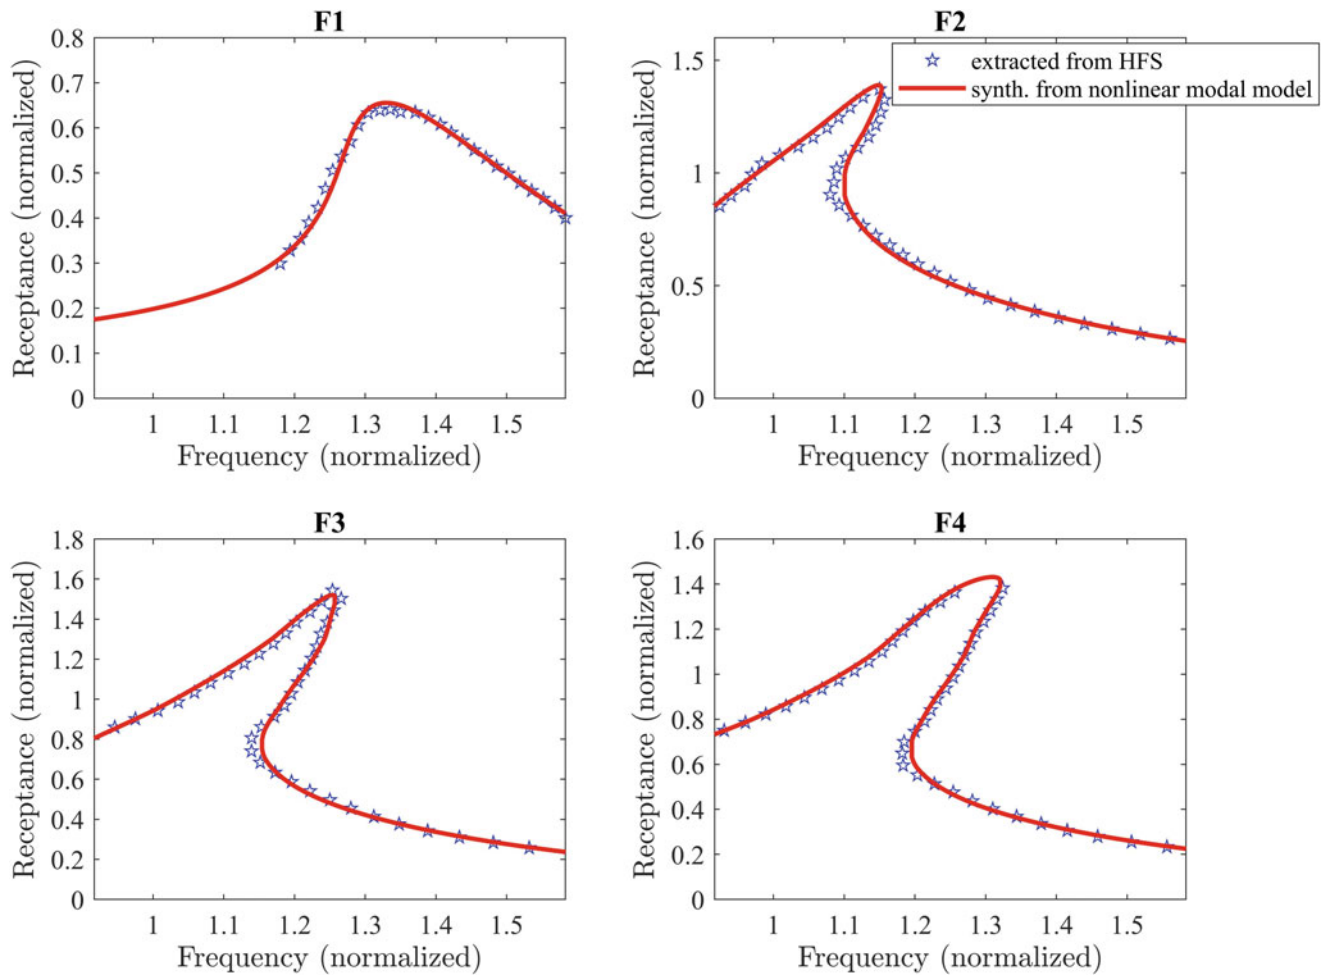 F1
0.8
0.7
0.6
0.5
0.4
0.3
0.2
0.1
0
Receptance (normalized)
1 1.1 1.2 1.3 1.4 1.5
Frequency (normalized)
F2
1.5
1
0.5
0
Receptance (normalized)
extracted from HFS
synth. from nonlinear modal model
1 1.1 1.2 1.3 1.4 1.5
Frequency (normalized)
F3
1.8
1.6
1.4
1.2
1
0.8
0.6
0.4
0.2
0
Receptance (normalized)
1 1.1 1.2 1.3 1.4 1.5
Frequency (normalized)
F4
1.6
1.4
1.2
1
0.8
0.6
0.4
0.2
0
Receptance (normalized)
1 1.1 1.2 1.3 1.4 1.5
Frequency (normalized)